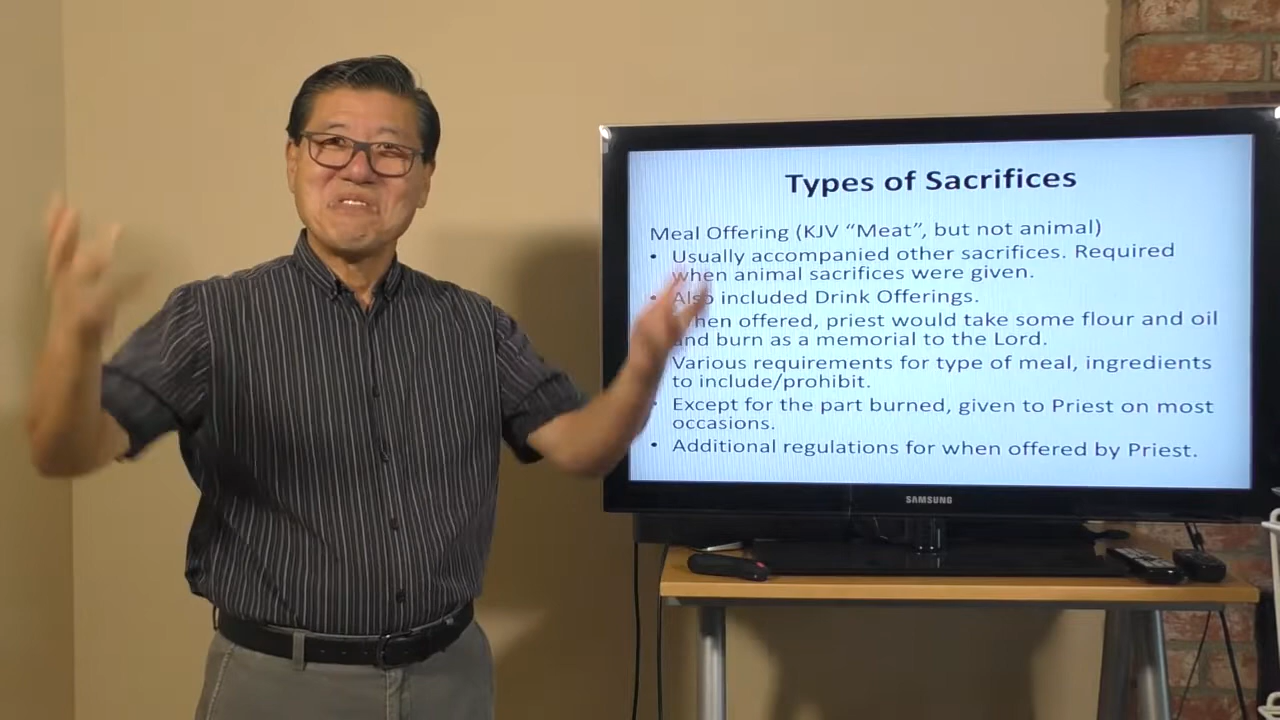 Types of Sacrifices
Meal Offering (KJV “Meat”, but not animal)
• Usually accompanied other sacrifices. Required
when animal sacrifices were given.
• Also included Drink Offerings.
When offered, priest would take some flour and oil
and burn as a memorial to the Lord.
Various requirements for type of meal, ingredients
to include/prohibit.
• Except for the part burned, given to Priest on most
occasions.
• Additional regulations for when offered by Priest.
SAMSUNG